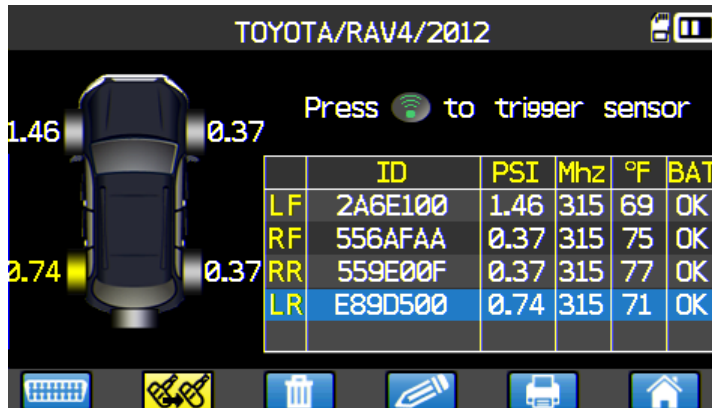 TOYOTA/RAV4/2012
Press to trigger sensor
1.46 0.37
ID PSI Mhz °F BAT
LF 2A6E100 1.46 315 69 OK
RF 556AFAA 0.37 315 75 OK
0.74 0.37 RR 559E00F 0.37 315 77 OK
LR E89D500 0.74 315 71 OK